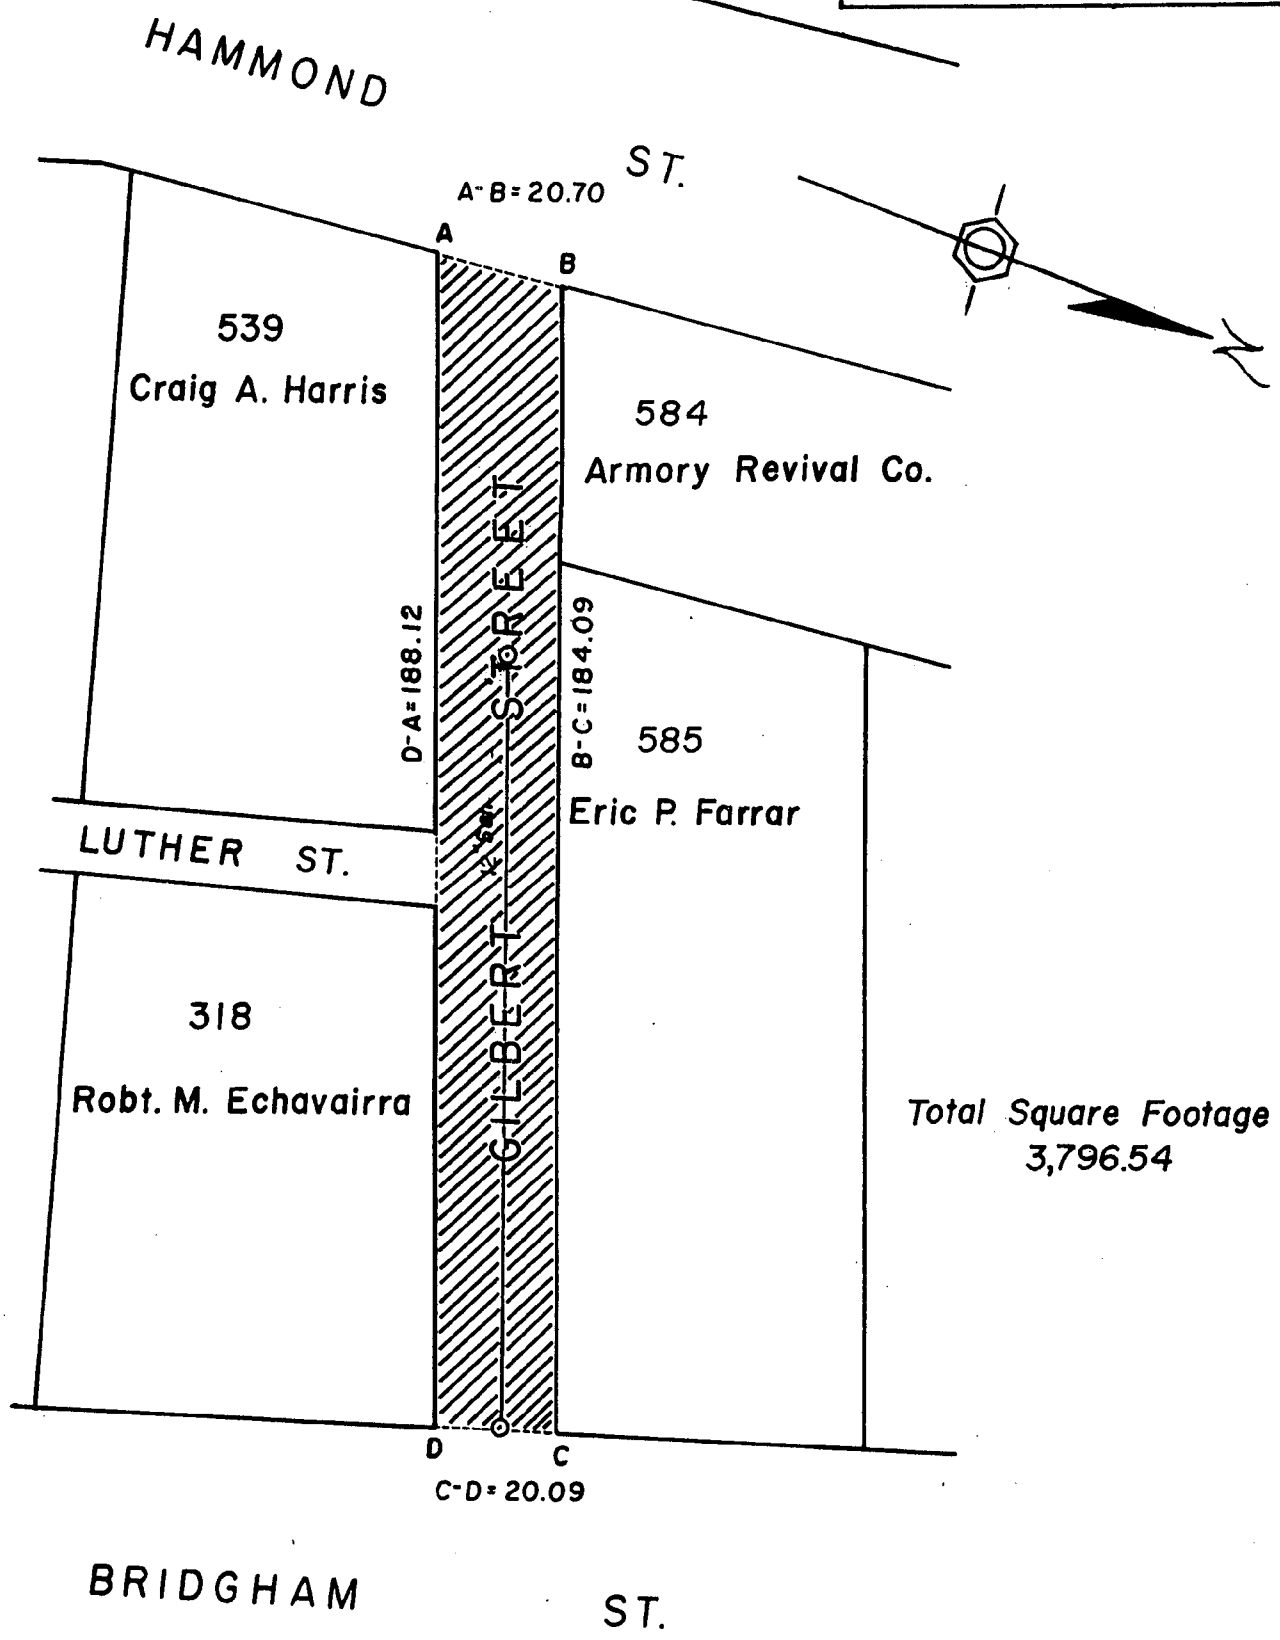 HAMMOND ST.
A-B=20.70
A
B
N
539
Craig A. Harris
584
Armory Revival Co.
GILBERT STREET
D-A=188.12
B-C=184.09
585
Eric P. Farrar
LUTHER ST.
318
Robt. M. Echavairra
Total Square Footage
3,796.54
D
C
C-D=20.09
BRIDGHAM ST.